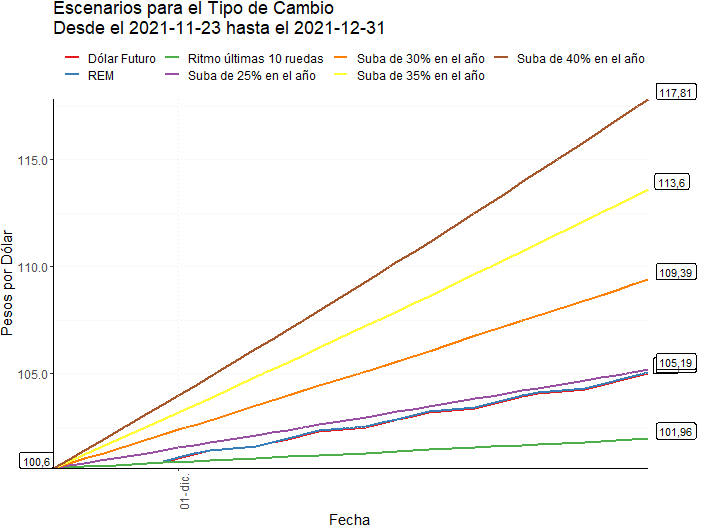 Escenarios para el Tipo de Cambio
Desde el 2021-11-23 hasta el 2021-12-31
Dólar Futuro
Ritmo últimas 10 ruedas
Suba de 30% en el año
Suba de 40% en el año
REM
Suba de 25% en el año
Suba de 35% en el año
117,81
115.0
113,6
110.0
109,39
105.0
105,19
101,96
100,6
01-dic.
Pesos por Dólar
Fecha